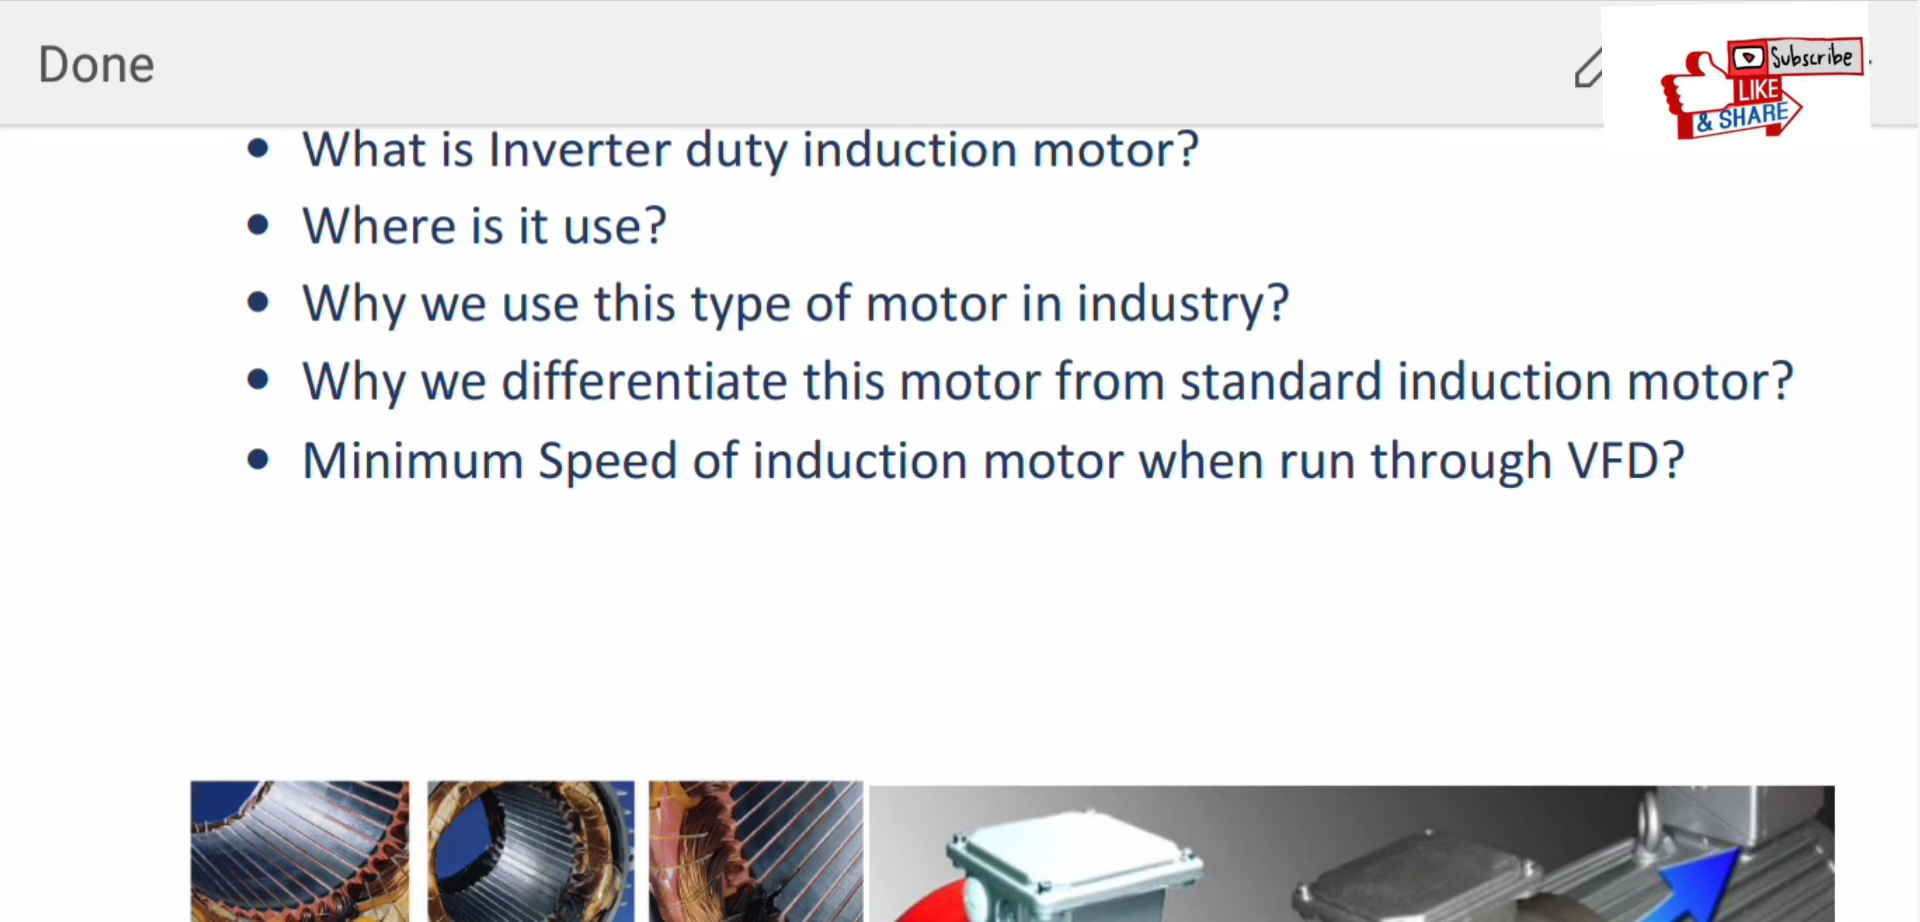 Done
Subscribe
LIKE
& SHARE
• What is Inverter duty induction motor?
• Where is it use?
• Why we use this type of motor in industry?
• Why we differentiate this motor from standard induction motor?
• Minimum Speed of induction motor when run through VFD?